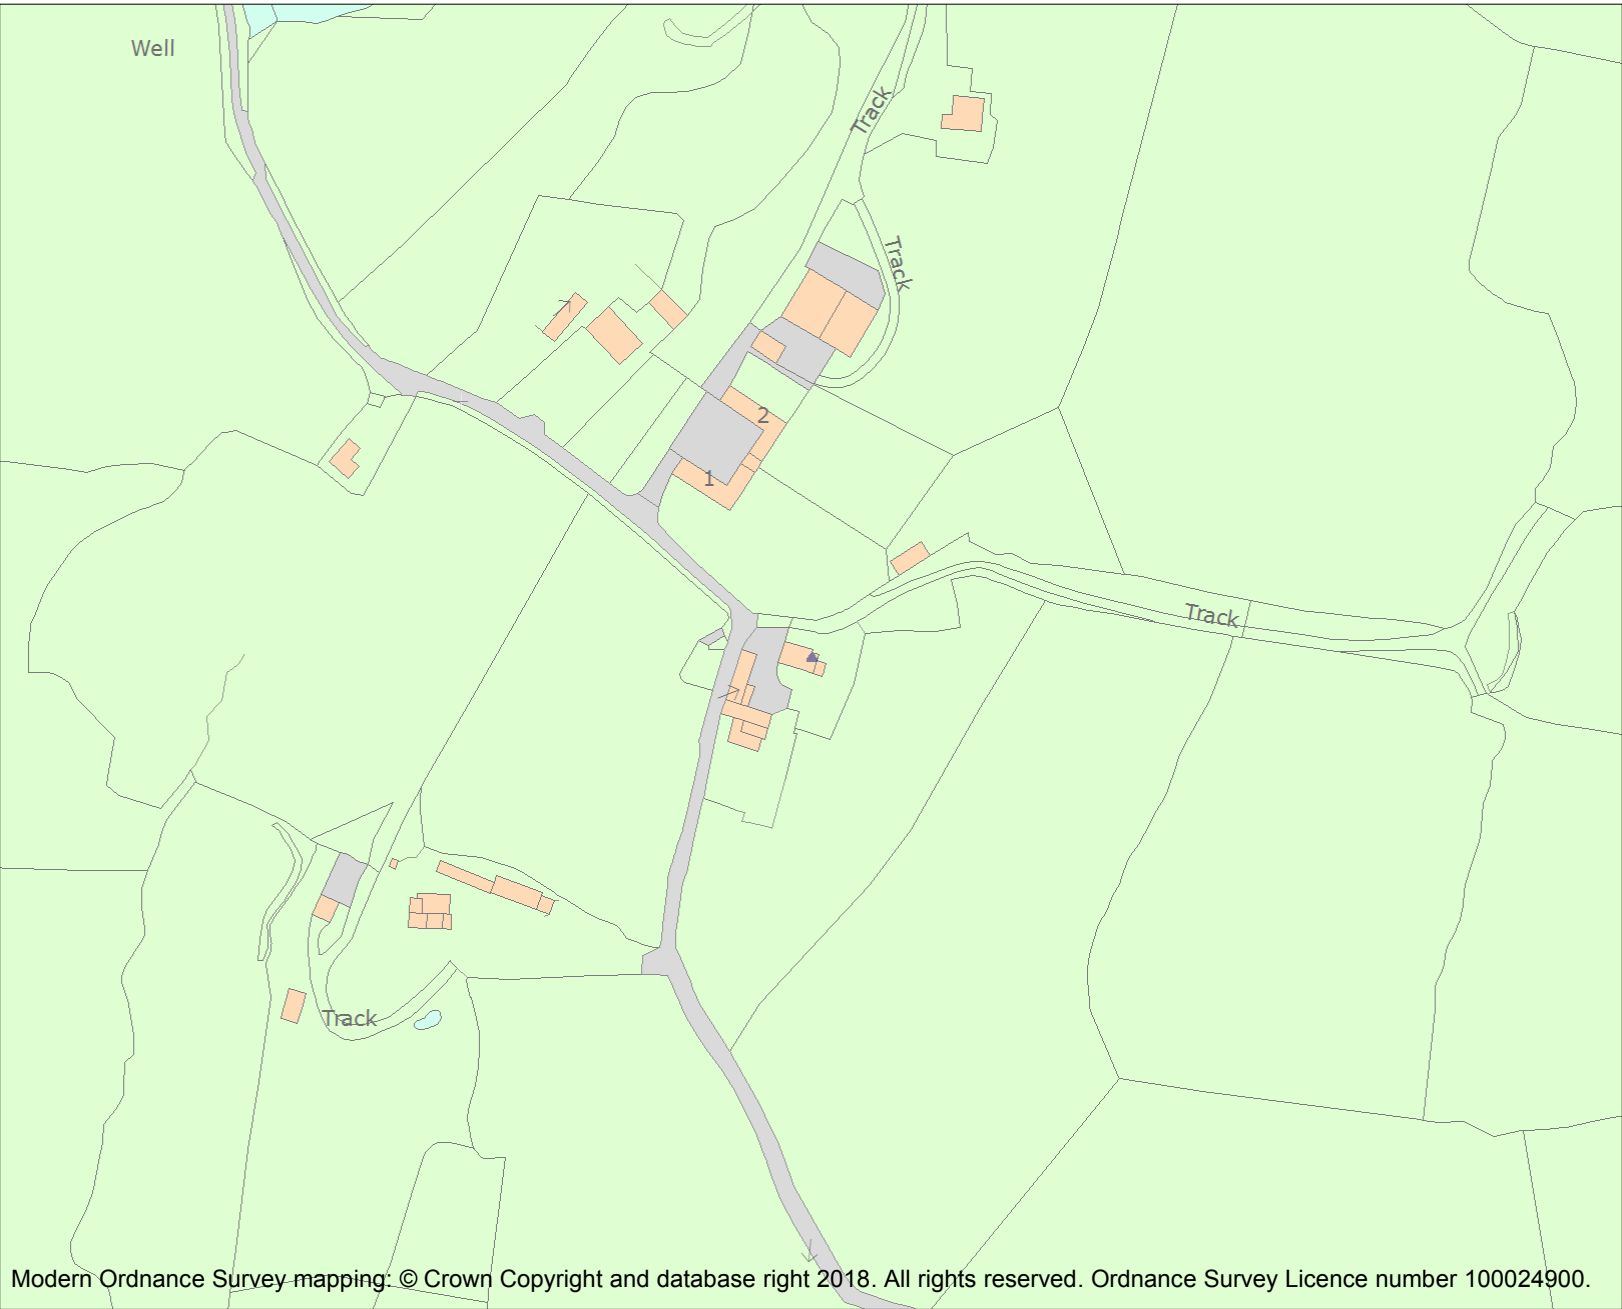 Well
Track
Track
2
1
Track
Track
Modern Ordnance Survey mapping: © Crown Copyright and database right 2018. All rights reserved. Ordnance Survey Licence number 100024900.